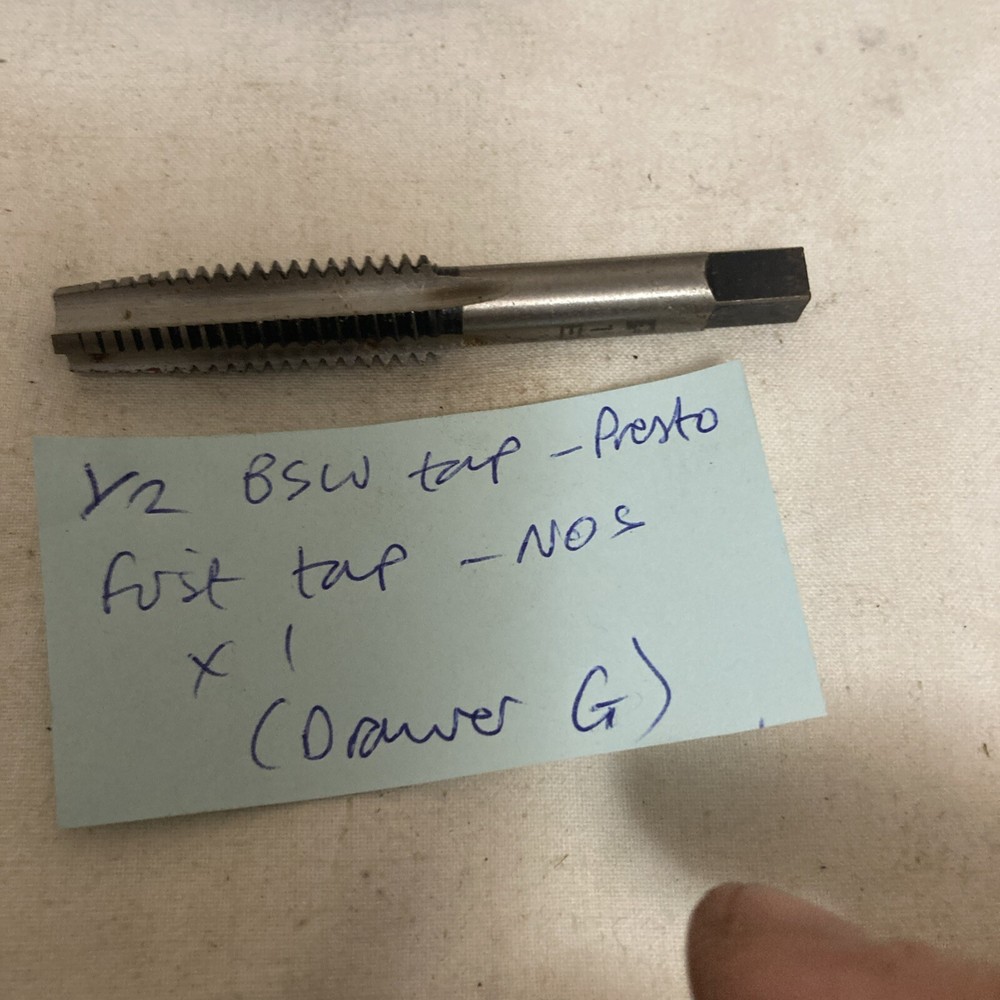 1/2 BSW tap - Presto
first tap - NOS
x 1
(Drawer G)